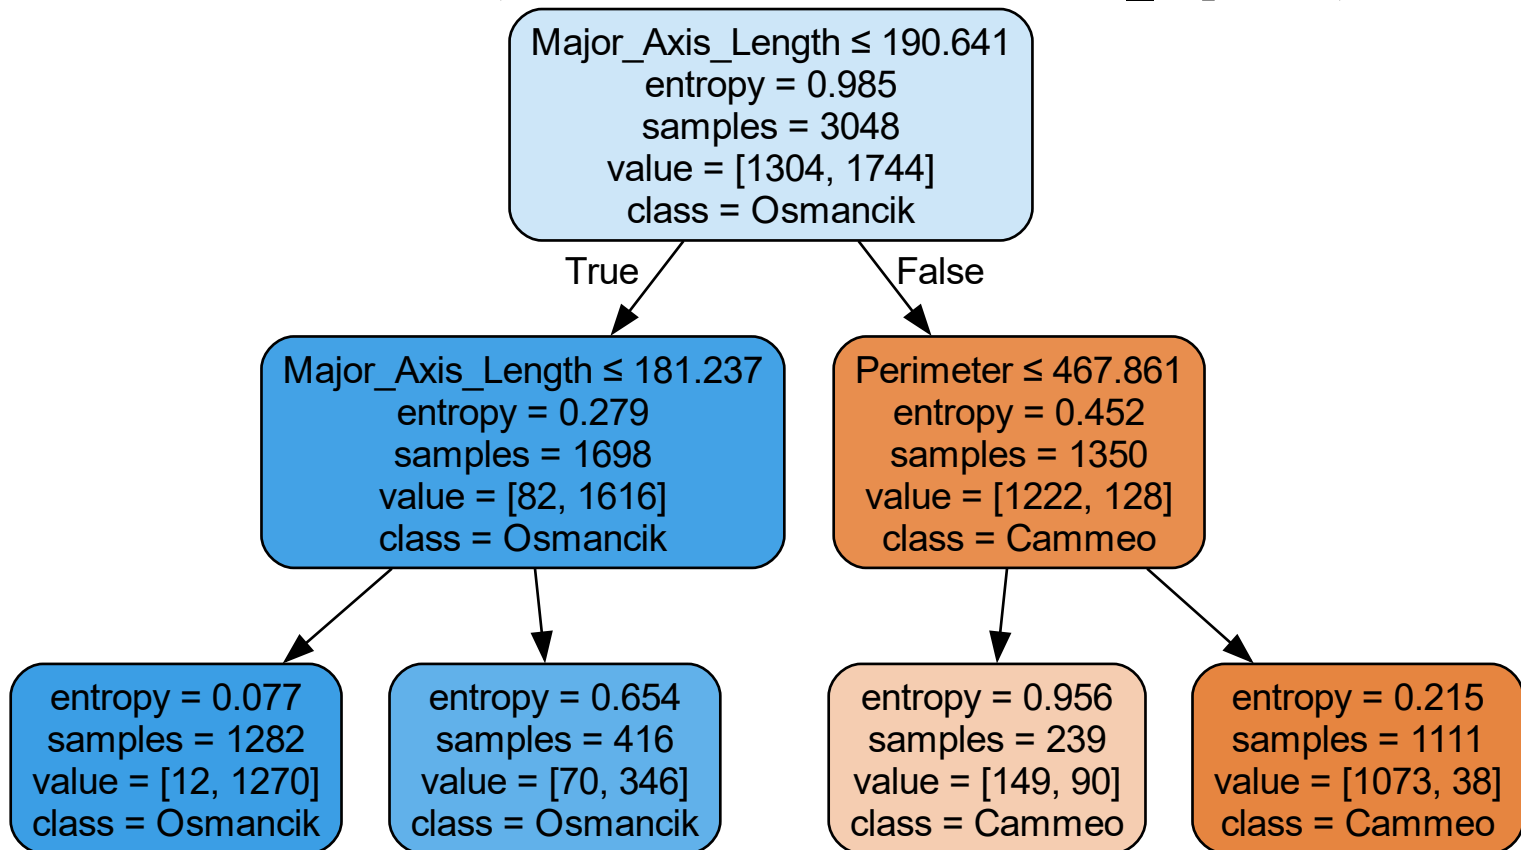 Major_Axis_Length ≤ 190.641
entropy = 0.985
samples = 3048
value = [1304, 1744]
class = Osmancik
True
False
Major_Axis_Length ≤ 181.237
entropy = 0.279
samples = 1698
value = [82, 1616]
class = Osmancik
Perimeter ≤ 467.861
entropy = 0.452
samples = 1350
value = [1222, 128]
class = Cammeo
entropy = 0.077
samples = 1282
value = [12, 1270]
class = Osmancik
entropy = 0.654
samples = 416
value = [70, 346]
class = Osmancik
entropy = 0.956
samples = 239
value = [149, 90]
class = Cammeo
entropy = 0.215
samples = 1111
value = [1073, 38]
class = Cammeo